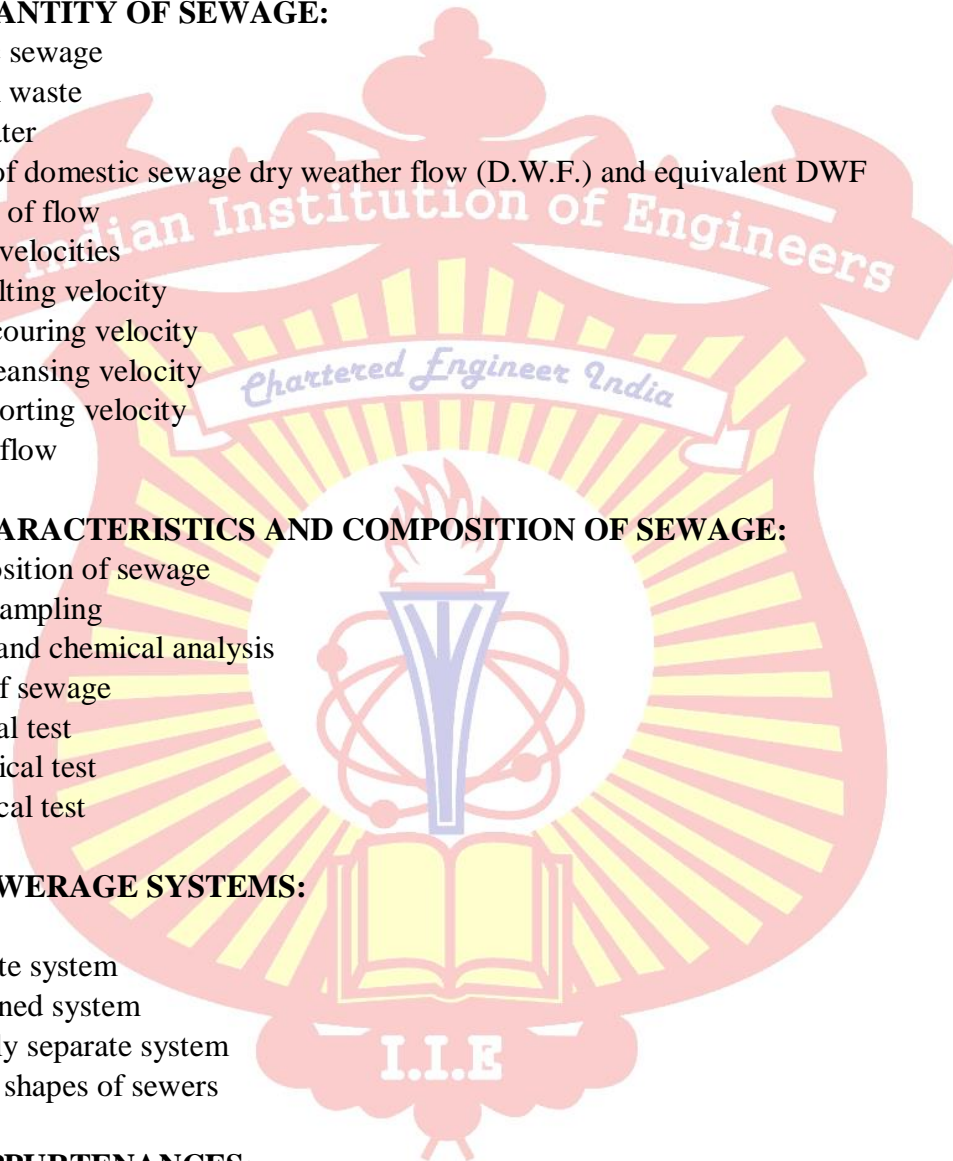 ANTITY OF SEWAGE:
sewage
waste
ter
of domestic sewage dry weather flow (D.W.F.) and equivalent DWF
of flow
velocities
lting velocity
couring velocity
eansing velocity
orting velocity
flow
ARACTERISTICS AND COMPOSITION OF SEWAGE:
osition of sewage
ampling
and chemical analysis
f sewage
al test
ical test
cal test
WERAGE SYSTEMS:
te system
ned system
ly separate system
shapes of sewers
PPURTENANCES
Indian Institution of Engineers
Chartered Engineer India
I.I.E